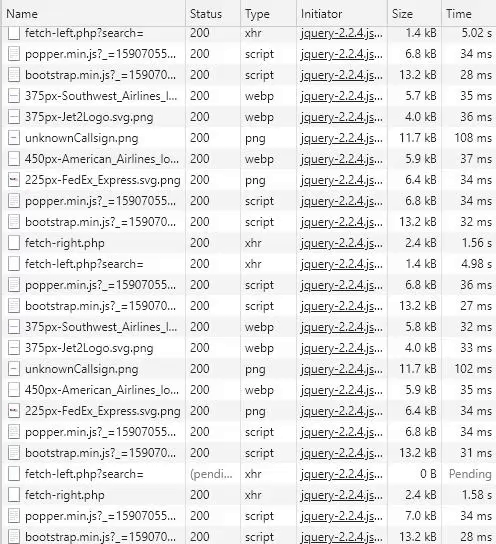 Name Status Type Initiator Size Time
fetch-left.php?search= 200 xhr jquery-2.2.4.js... 1.4 kB 5.02 s
popper.min.js?_=15907055... 200 script jquery-2.2.4.js... 6.8 kB 34 ms
bootstrap.min.js?_=159070... 200 script jquery-2.2.4.js... 13.2 kB 28 ms
375px-Southwest_Airlines_l... 200 webp jquery-2.2.4.js... 5.7 kB 35 ms
375px-Jet2Logo.svg.png 200 webp jquery-2.2.4.js... 4.0 kB 36 ms
unknownCallsign.png 200 png jquery-2.2.4.js... 11.7 kB 108 ms
450px-American_Airlines_lo... 200 webp jquery-2.2.4.js... 5.9 kB 37 ms
225px-FedEx_Express.svg.png 200 png jquery-2.2.4.js... 6.4 kB 34 ms
popper.min.js?_=15907055... 200 script jquery-2.2.4.js... 6.8 kB 34 ms
bootstrap.min.js?_=159070... 200 script jquery-2.2.4.js... 13.2 kB 32 ms
fetch-right.php 200 xhr jquery-2.2.4.js... 2.4 kB 1.56 s
fetch-left.php?search= 200 xhr jquery-2.2.4.js... 1.4 kB 4.98 s
popper.min.js?_=15907055... 200 script jquery-2.2.4.js... 6.8 kB 36 ms
bootstrap.min.js?_=159070... 200 script jquery-2.2.4.js... 13.2 kB 27 ms
375px-Southwest_Airlines_l... 200 webp jquery-2.2.4.js... 5.8 kB 32 ms
375px-Jet2Logo.svg.png 200 webp jquery-2.2.4.js... 4.0 kB 33 ms
unknownCallsign.png 200 png jquery-2.2.4.js... 11.7 kB 102 ms
450px-American_Airlines_lo... 200 webp jquery-2.2.4.js... 5.9 kB 35 ms
225px-FedEx_Express.svg.png 200 png jquery-2.2.4.js... 6.4 kB 34 ms
popper.min.js?_=15907055... 200 script jquery-2.2.4.js... 6.8 kB 34 ms
bootstrap.min.js?_=159070... 200 script jquery-2.2.4.js... 13.2 kB 31 ms
fetch-left.php?search= (pendi... xhr jquery-2.2.4.js... 0 B Pending
fetch-right.php 200 xhr jquery-2.2.4.js... 2.4 kB 1.58 s
popper.min.js?_=15907055... 200 script jquery-2.2.4.js... 7.0 kB 34 ms
bootstrap.min.js?_=159070... 200 script jquery-2.2.4.js... 13.2 kB 28 ms